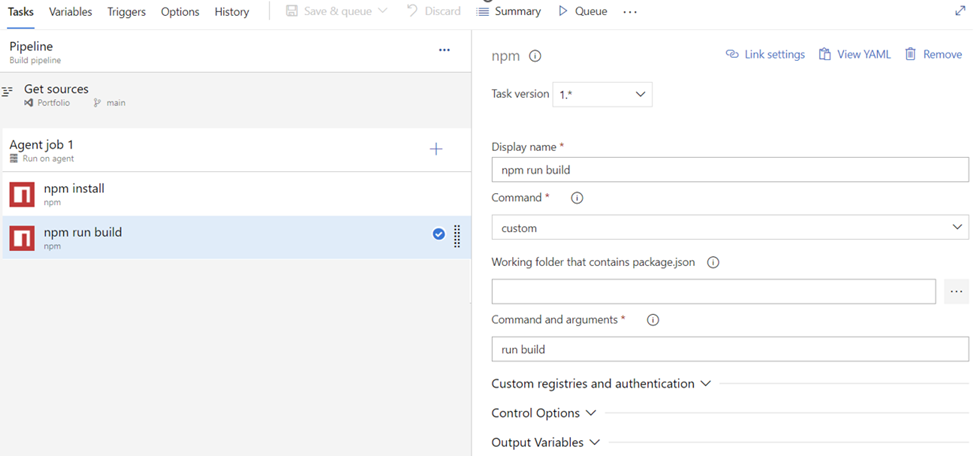 Tasks Variables Triggers Options History Save & queue Discard Summary Queue ...
Pipeline ...
Build pipeline
Get sources
Portfolio main
Agent job 1
Run on agent
npm install
npm
npm run build
npm
npm Link settings View YAML Remove
Task version 1.*
Display name *
npm run build
Command *
custom
Working folder that contains package.json
...
Command and arguments *
run build
Custom registries and authentication
Control Options
Output Variables